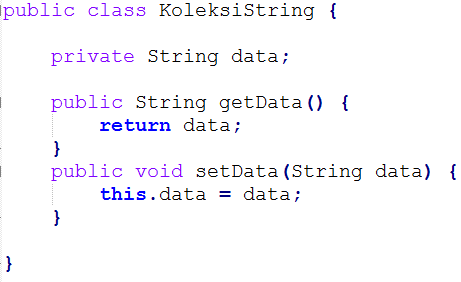 public class KoleksiString {
private String data;
public String getData() {
return data;
}
public void setData(String data) {
this.data = data;
}
}